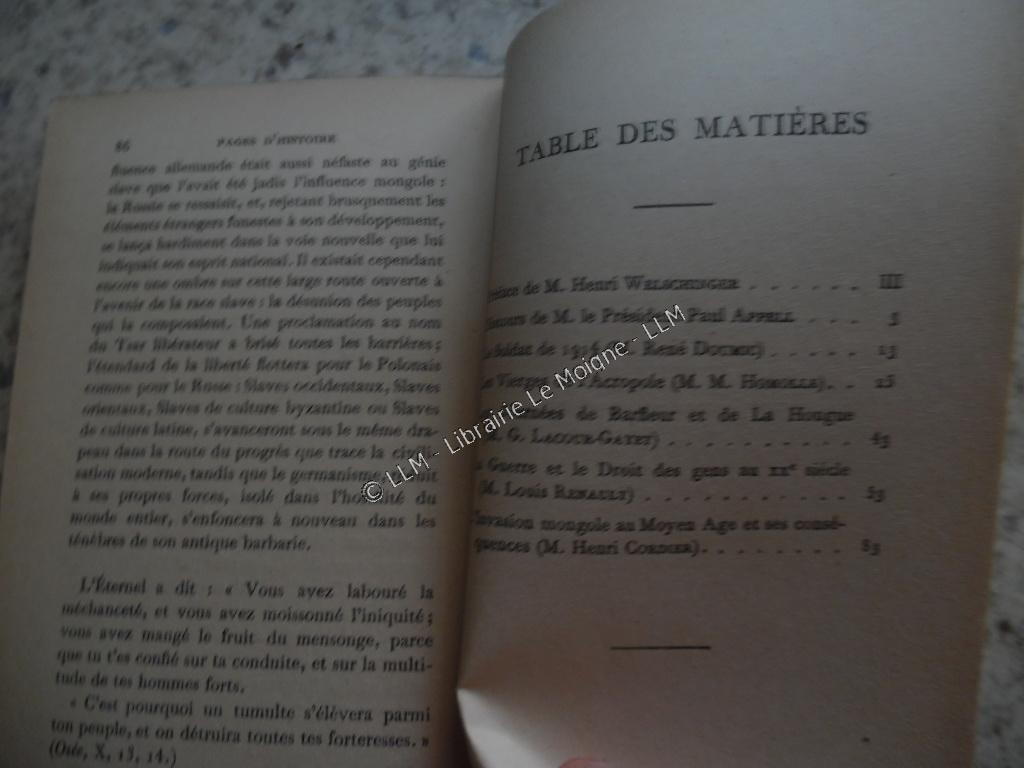 86 PAGES D'HISTOIRE
fluence allemande était aussi néfaste au génie
slave que l'avait été jadis l'influence mongole :
la Russie se ressaisit, et, rejetant brusquement les
éléments étrangers funestes à son développement,
se lança hardiment dans la voie nouvelle que lui
indiquait son esprit national. Il existait cependant
encore une ombre sur cette large route ouverte à
l'avenir de la race slave : la désunion des peuples
qui la composaient. Une proclamation au nom
du Tsar libérateur a brisé toutes les barrières ;
l'étendard de la liberté flottera pour le Polonais
comme pour le Russe : Slaves occidentaux, Slaves
orientaux, Slaves de culture byzantine ou Slaves
de culture latine, s'avanceront sous le même dra-
peau dans la route du progrès que trace la civili-
sation moderne, tandis que le germanisme
à ses propres forces, isolé dans l'hostilité du
monde entier, s'enfoncera à nouveau dans les
ténèbres de son antique barbarie.
L'Éternel a dit : « Vous avez labouré la
méchanceté, et vous avez moissonné l'iniquité ;
vous avez mangé le fruit du mensonge, parce
que tu t'es confié sur ta conduite, et sur la multi-
tude de tes hommes forts.
« C'est pourquoi un tumulte s'élèvera parmi
ton peuple, et on détruira toutes tes forteresses. »
(Osée, X, 13, 14.)
TABLE DES MATIÈRES
de M. Henri WELSCHINGER . . . . . . III
de M. le Président Paul APPELL . . . 5
Soldat de 1914 (M. René DOUMIC) . . . . . 13
Vierges de l'Acropole (M. M. HOMOLLE) . . 25
de Barfleur et de La Hougue
G. LACOUR-GAYET) . . . . . . . . . . 43
Guerre et le Droit des gens au XXe siècle
(M. Louis RENAULT) . . . . . . . . . . . 53
L'invasion mongole au Moyen Age et ses consé-
quences (M. Henri CORDIER) . . . . . . . . 83
© LLM - Librairie Le Moigne - LLM